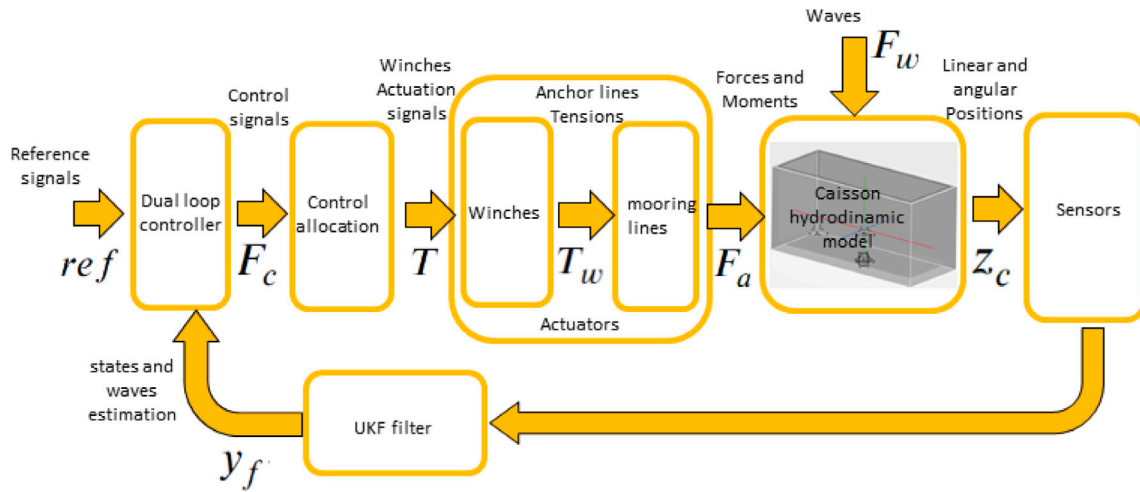 Waves
F_w
Winches
Actuation
signals
Control
signals
Anchor lines
Tensions
Forces and
Moments
Linear and
angular
Positions
Reference
signals
Dual loop
controller
Control
allocation
Winches
mooring
lines
Caisson
hydrodinamic
model
Sensors
ref
F_c
T
T_w
F_a
z_c
Actuators
states and
waves
estimation
UKF filter
y_f